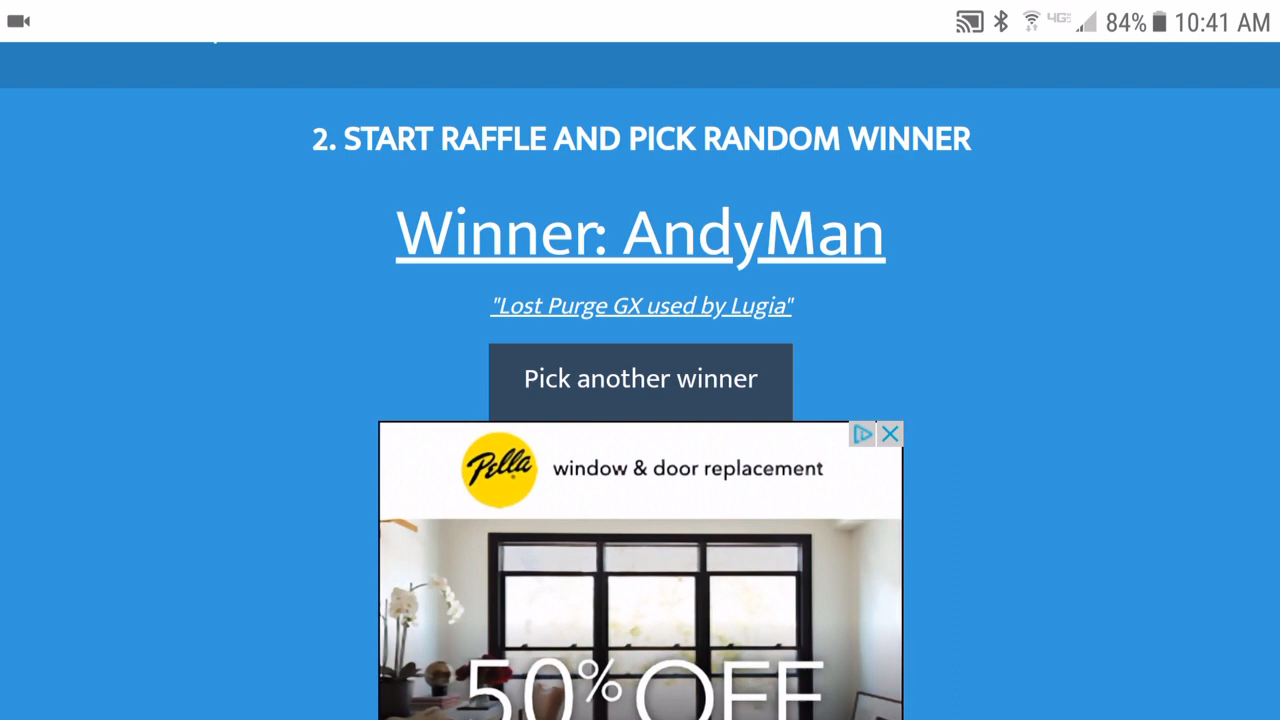 4G 84% 10:41 AM
2. START RAFFLE AND PICK RANDOM WINNER
Winner: AndyMan
"Lost Purge GX used by Lugia"
Pick another winner
Pella
window & door replacement
50% OFF